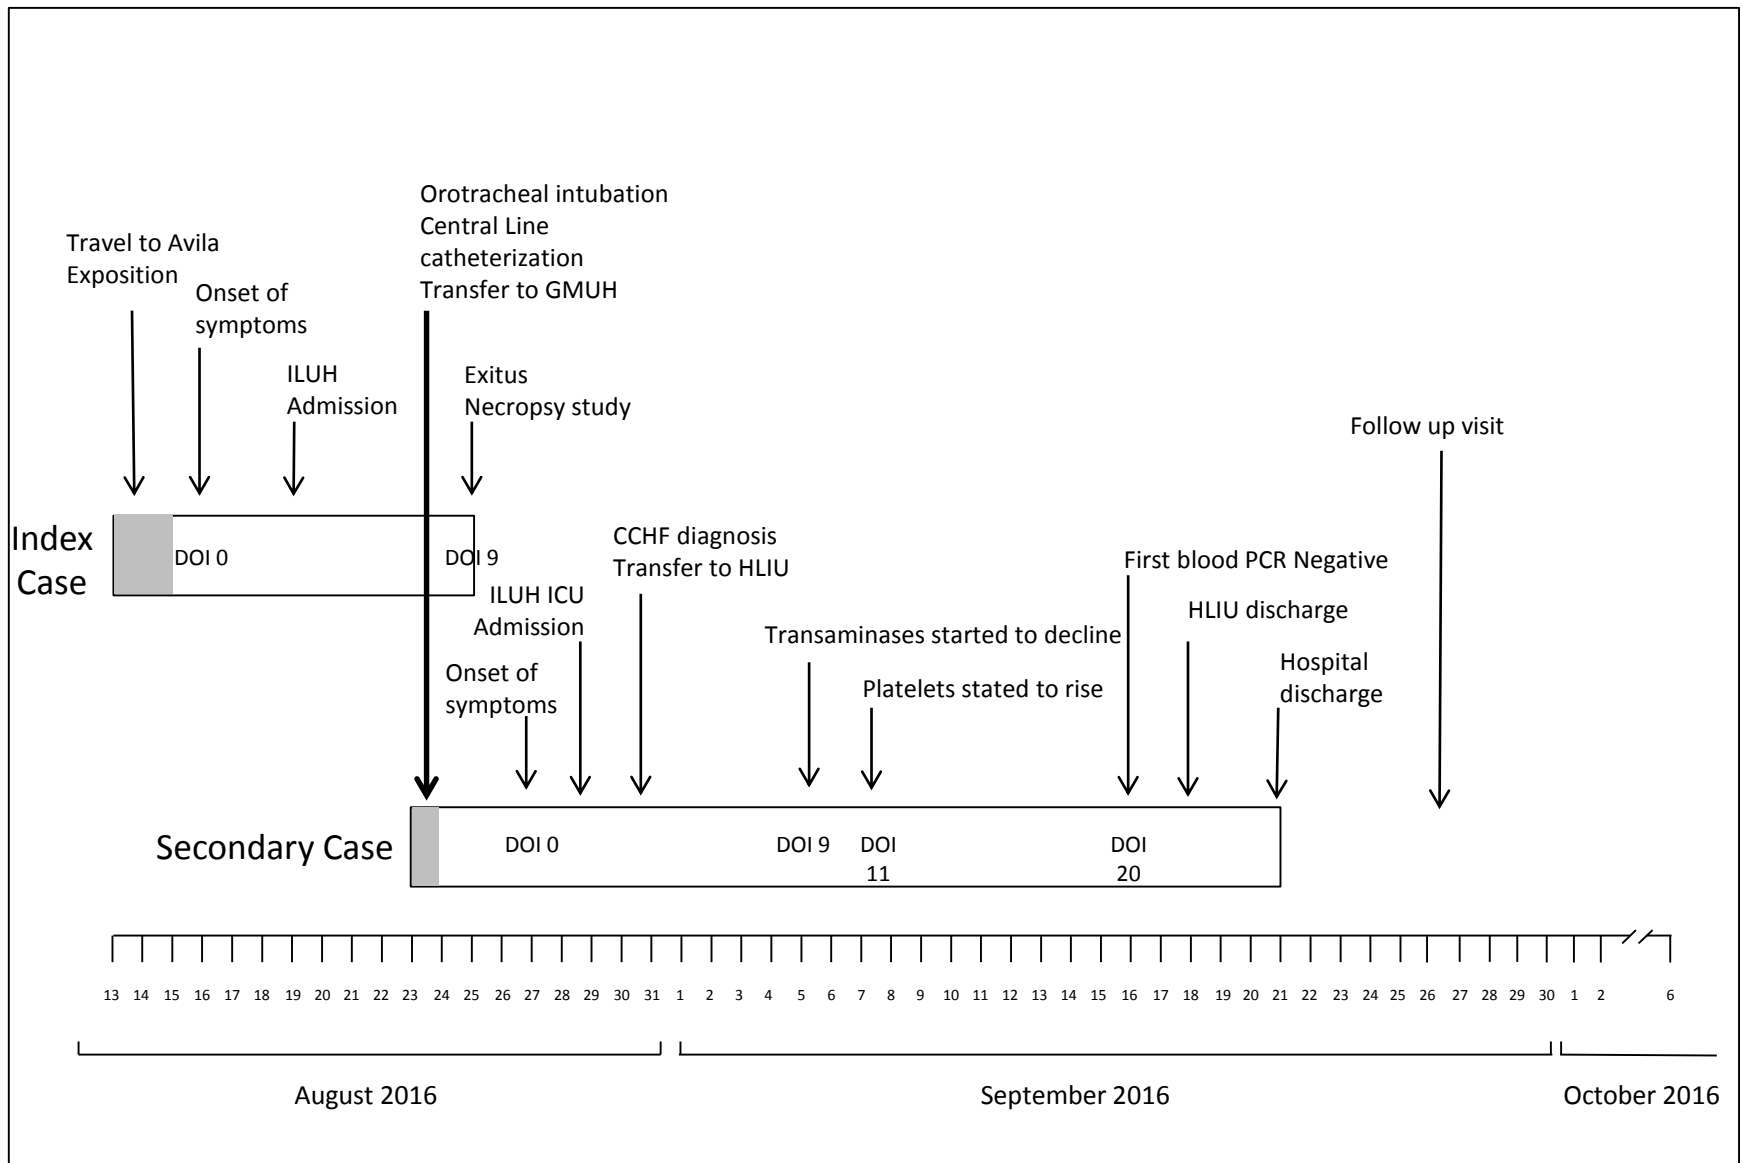 Orotracheal intubation
Central Line
catheterization
Transfer to GMUH
Travel to Avila
Exposition
Onset of
symptoms
ILUH
Admission
Exitus
Necropsy study
Follow up visit
Index
Case
DOI 0
DOI 9
CCHF diagnosis
Transfer to HLIU
First blood PCR Negative
ILUH ICU
Admission
HLIU discharge
Transaminases started to decline
Onset of
symptoms
Platelets stated to rise
Hospital
discharge
Secondary Case
DOI 0
DOI 9
DOI
11
DOI
20
13 14 15 16 17 18 19 20 21 22 23 24 25 26 27 28 29 30 31 1 2 3 4 5 6 7 8 9 10 11 12 13 14 15 16 17 18 19 20 21 22 23 24 25 26 27 28 29 30 1 2 6
August 2016
September 2016
October 2016